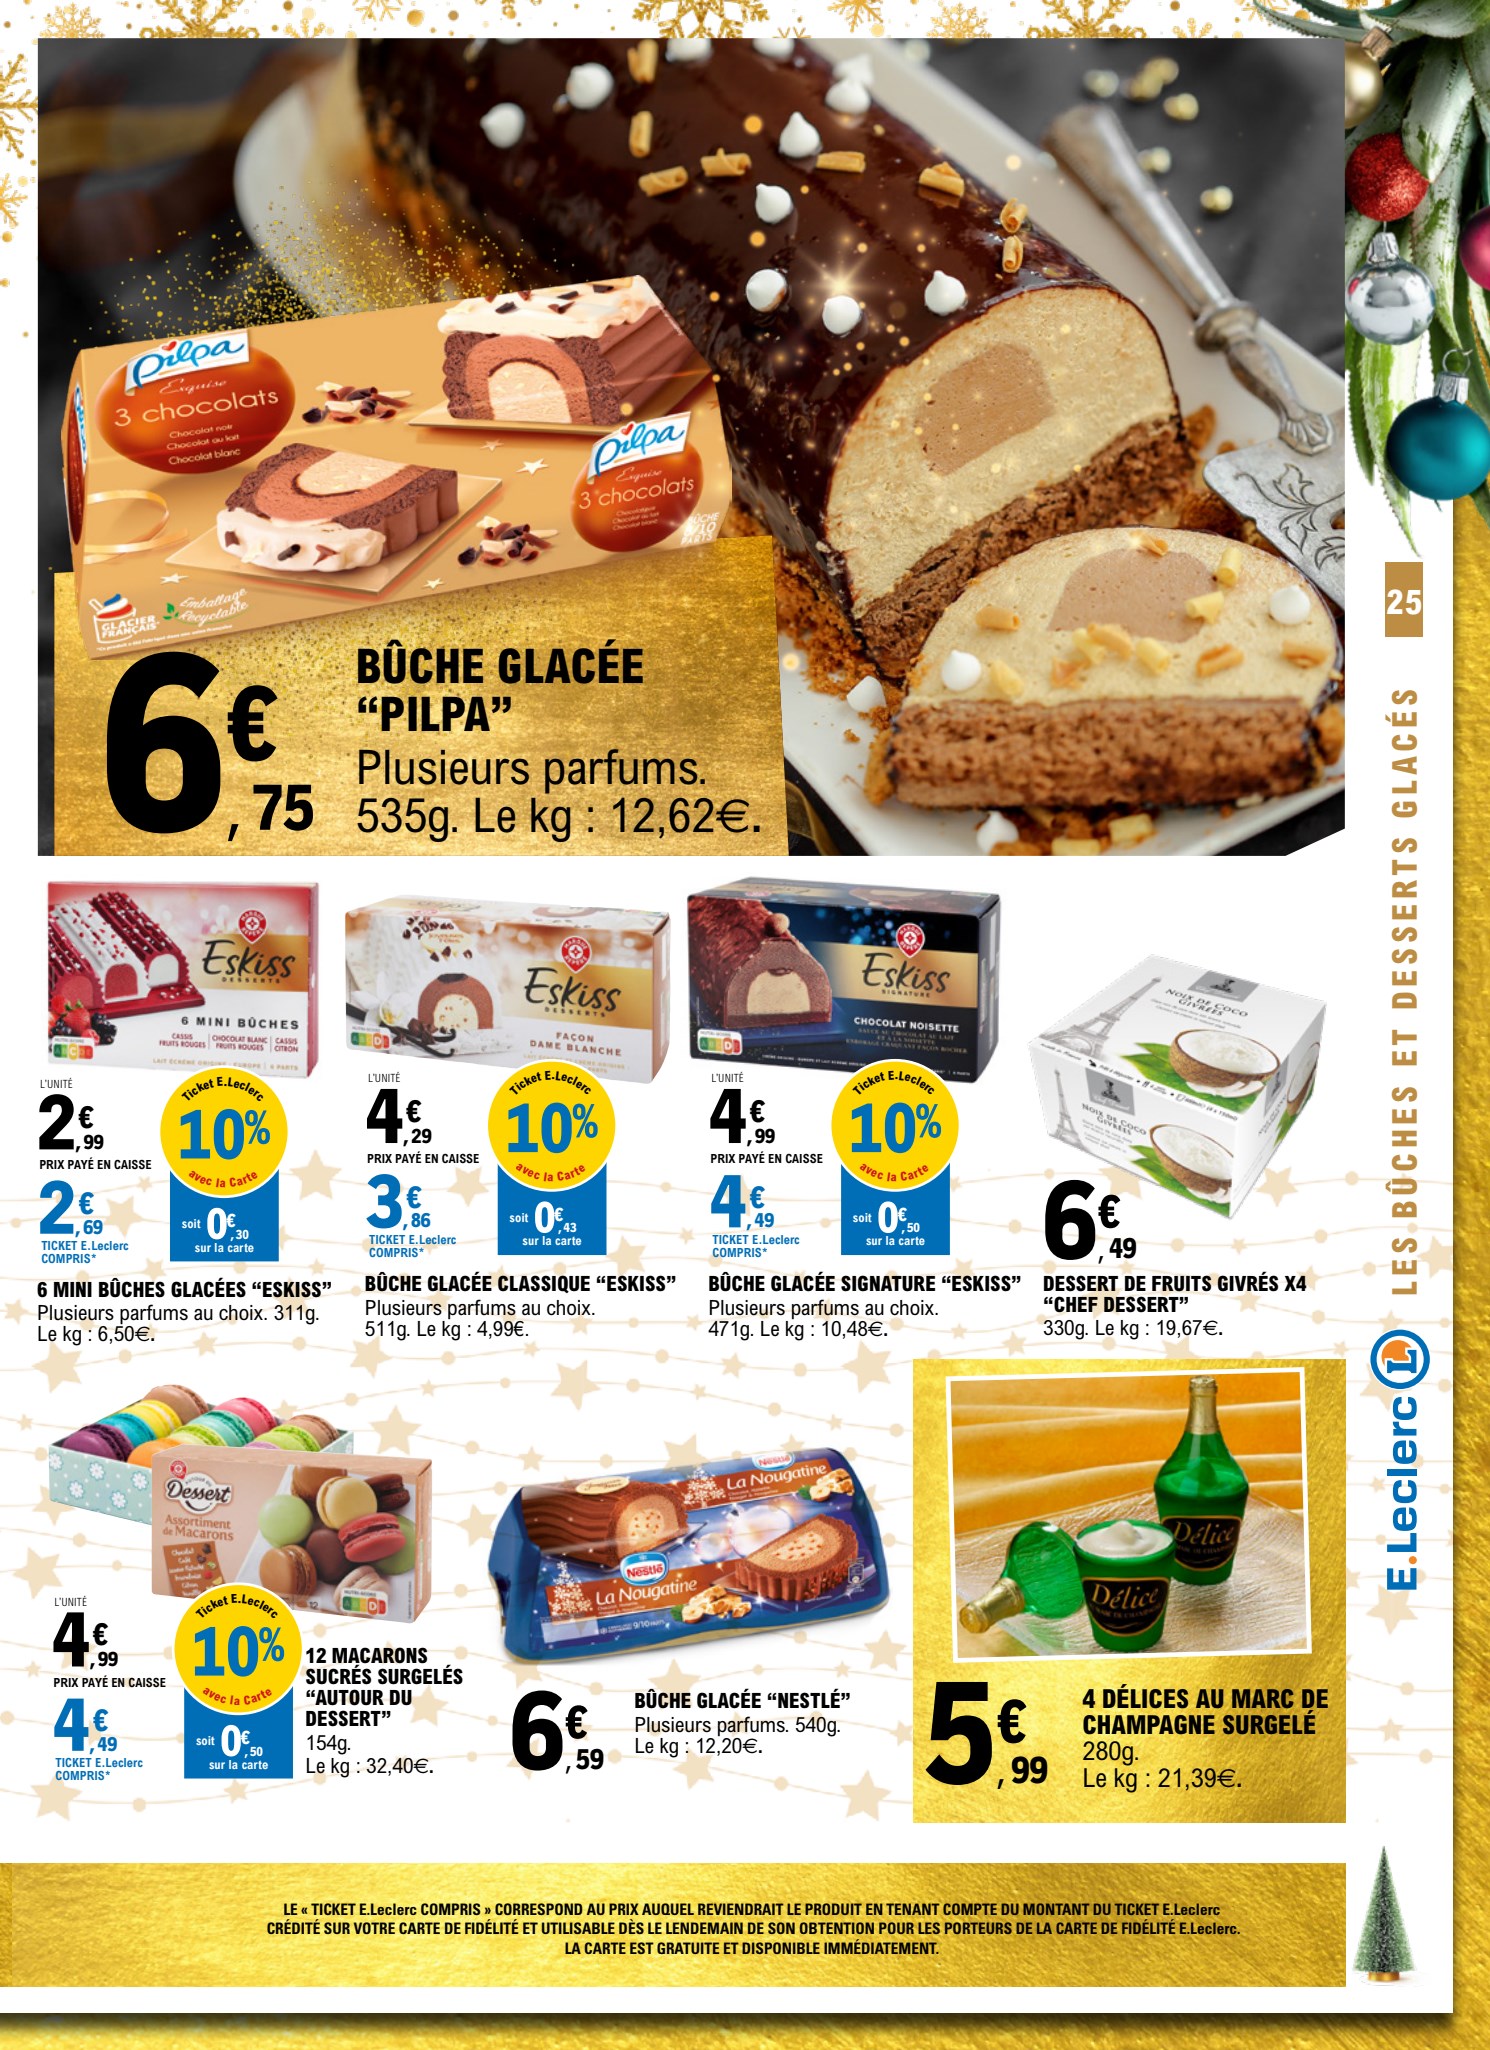 Pilpa
Exquise
3 chocolats
Chocolat noir
Chocolat au lait
Chocolat blanc
Pilpa
Exquise
3 chocolats
GLACIER
FRANÇAIS
Emballage
Recyclable
6€,75
BÛCHE GLACÉE
“PILPA”
Plusieurs parfums.
535g. Le kg : 12,62€.
25
LES BÛCHES ET DESSERTS GLACÉS
E.Leclerc
Eskiss
DESSERTS
6 MINI BÛCHES
CASSIS
FRUITS ROUGES
CHOCOLAT BLANC
FRUITS ROUGES
CASSIS
CITRON
L'UNITÉ
2€,99
PRIX PAYÉ EN CAISSE
2€,69
TICKET E.Leclerc
COMPRIS*
Ticket E.Leclerc
10%
avec la Carte
soit 0€,30
sur la carte
6 MINI BÛCHES GLACÉES “ESKISS”
Plusieurs parfums au choix. 311g.
Le kg : 6,50€.
Eskiss
DESSERTS
FAÇON
DAME BLANCHE
L'UNITÉ
4€,29
PRIX PAYÉ EN CAISSE
3€,86
TICKET E.Leclerc
COMPRIS*
Ticket E.Leclerc
10%
avec la Carte
soit 0€,43
sur la carte
BÛCHE GLACÉE CLASSIQUE “ESKISS”
Plusieurs parfums au choix.
511g. Le kg : 4,99€.
Eskiss
SIGNATURE
CHOCOLAT NOISETTE
L'UNITÉ
4€,99
PRIX PAYÉ EN CAISSE
4€,49
TICKET E.Leclerc
COMPRIS*
Ticket E.Leclerc
10%
avec la Carte
soit 0€,50
sur la carte
BÛCHE GLACÉE SIGNATURE “ESKISS”
Plusieurs parfums au choix.
471g. Le kg : 10,48€.
NOIX DE COCO
GIVRÉES
NOIX DE COCO
GIVRÉES
6€,49
DESSERT DE FRUITS GIVRÉS X4
“CHEF DESSERT”
330g. Le kg : 19,67€.
Dessert
Assortiment
de Macarons
L'UNITÉ
4€,99
PRIX PAYÉ EN CAISSE
4€,49
TICKET E.Leclerc
COMPRIS*
Ticket E.Leclerc
10%
avec la Carte
soit 0€,50
sur la carte
12 MACARONS
SUCRÉS SURGELÉS
“AUTOUR DU
DESSERT”
154g.
Le kg : 32,40€.
Nestlé
La Nougatine
Nestlé
La Nougatine
6€,59
BÛCHE GLACÉE “NESTLÉ”
Plusieurs parfums. 540g.
Le kg : 12,20€.
Délice
Délice
5€,99
4 DÉLICES AU MARC DE
CHAMPAGNE SURGELÉ
280g.
Le kg : 21,39€.
LE « TICKET E.Leclerc COMPRIS » CORRESPOND AU PRIX AUQUEL REVIENDRAIT LE PRODUIT EN TENANT COMPTE DU MONTANT DU TICKET E.Leclerc
CRÉDITÉ SUR VOTRE CARTE DE FIDÉLITÉ ET UTILISABLE DÈS LE LENDEMAIN DE SON OBTENTION POUR LES PORTEURS DE LA CARTE DE FIDÉLITÉ E.Leclerc.
LA CARTE EST GRATUITE ET DISPONIBLE IMMÉDIATEMENT.